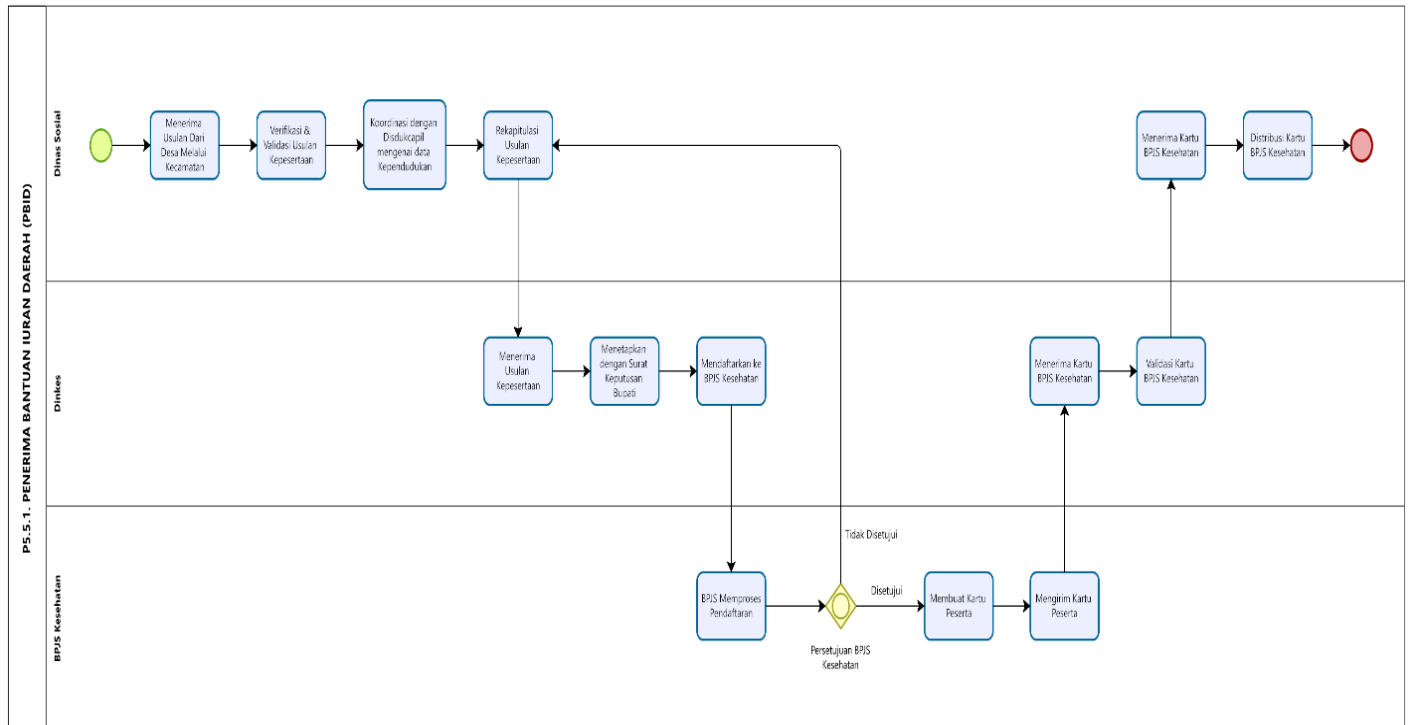 P5.5.1. PENERIMA BANTUAN IURAN DAERAH (PBID)
Dinas Sosial
Menerima
Usulan Dari
Desa Melalui
Kecamatan
Verifikasi &
Validasi Usulan
Kepesertaan
Koordinasi dengan
Disdukcapil
mengenai data
Kependudukan
Rekapitulasi
Usulan
Kepesertaan
Menerima Kartu
BPJS Kesehatan
Distribusi Kartu
BPJS Kesehatan
Dinkes
Menerima
Usulan
Kepesertaan
Menetapkan
dengan Surat
Keputusan
Bupati
Mendaftarkan ke
BPJS Kesehatan
Menerima Kartu
BPJS Kesehatan
Validasi Kartu
BPJS Kesehatan
BPJS Kesehatan
BPJS Memproses
Pendaftaran
Tidak Disetujui
Disetujui
Persetujuan BPJS
Kesehatan
Membuat Kartu
Peserta
Mengirim Kartu
Peserta